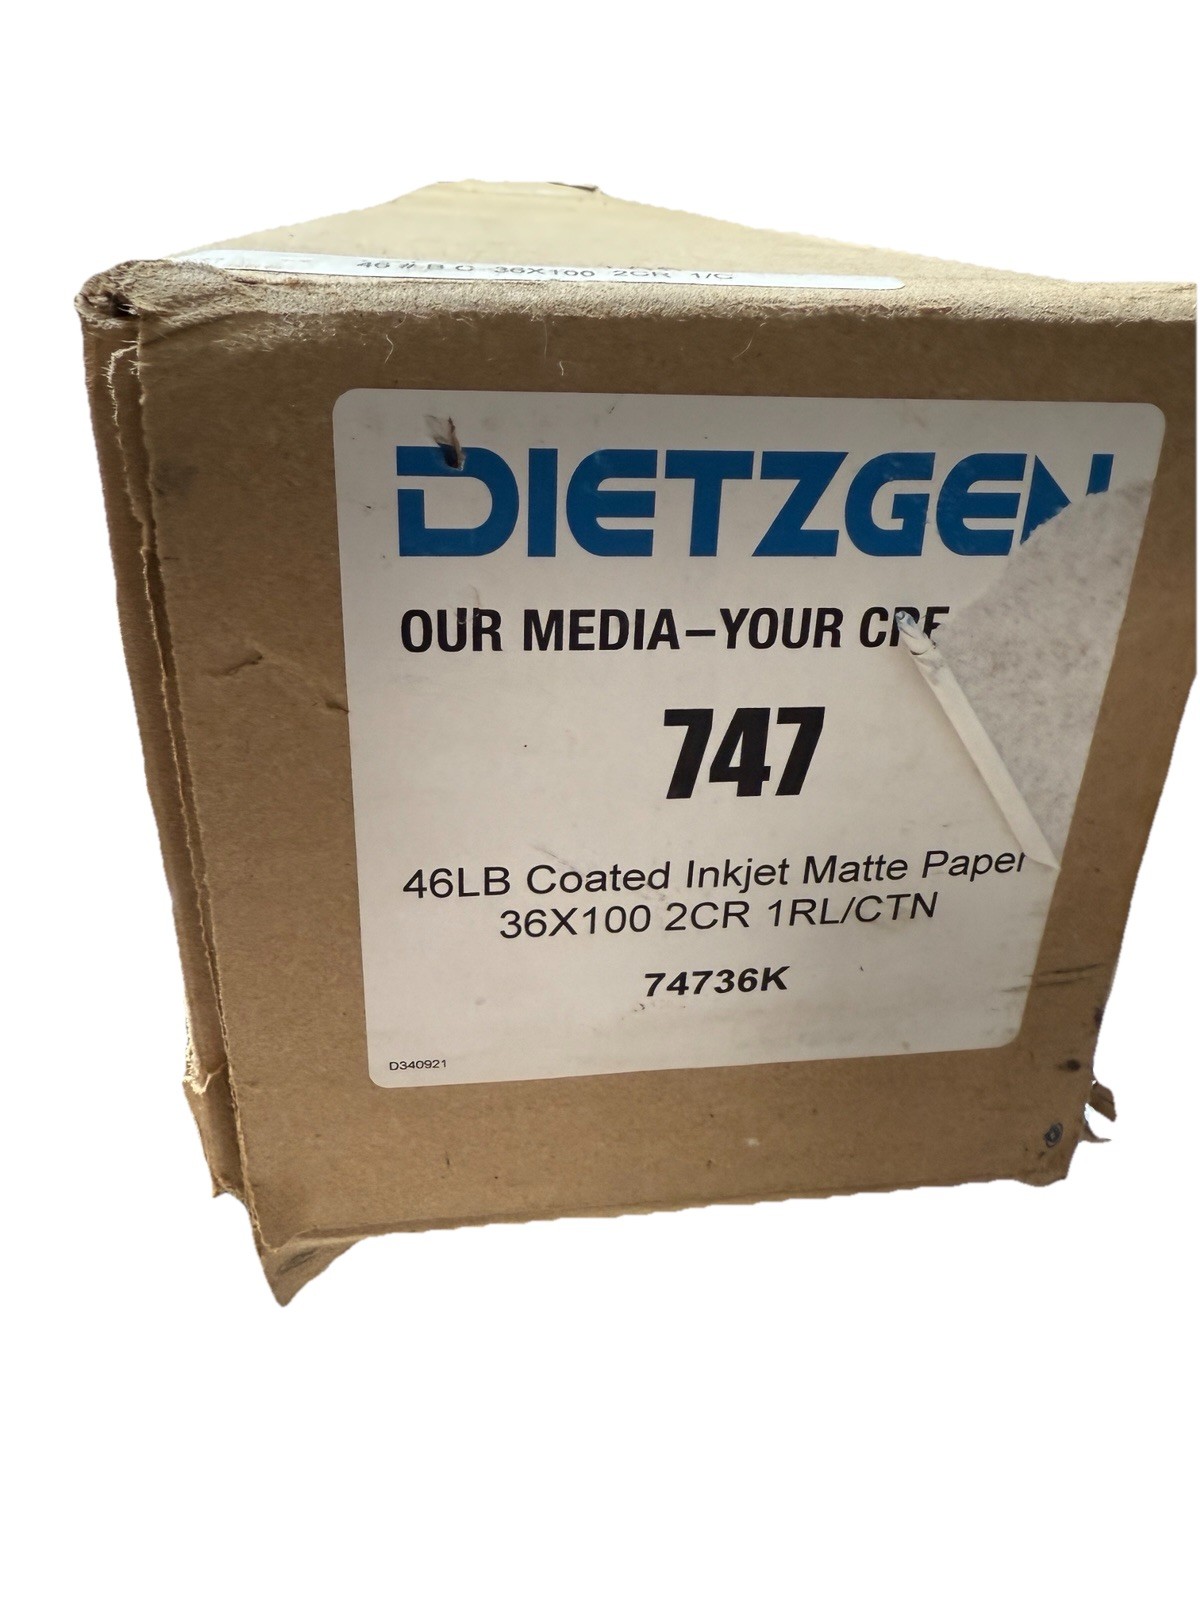 46 # B C 36X100 2CR 1/C
DIETZGEN
OUR MEDIA–YOUR
747
46LB Coated Inkjet Matte Paper
36X100 2CR 1RL/CTN
74736K
D340921